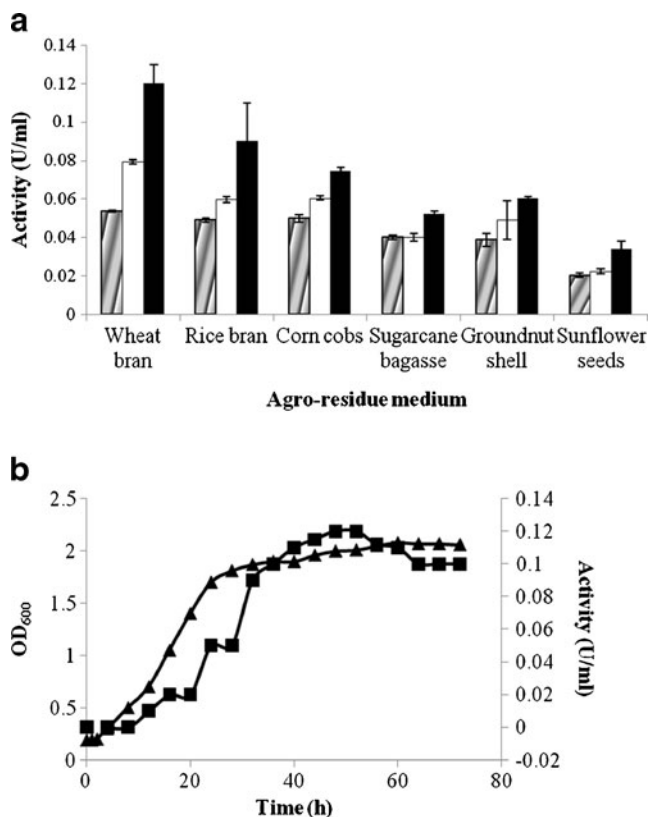 a
0.14
0.12
0.1
0.08
0.06
0.04
0.02
0
Activity (U/ml)
Wheat bran
Rice bran
Corn cobs
Sugarcane bagasse
Groundnut shell
Sunflower seeds
Agro-residue medium
b
2.5
2
1.5
1
0.5
0
OD600
0.14
0.12
0.1
0.08
0.06
0.04
0.02
0
-0.02
Activity (U/ml)
0
20
40
60
80
Time (h)